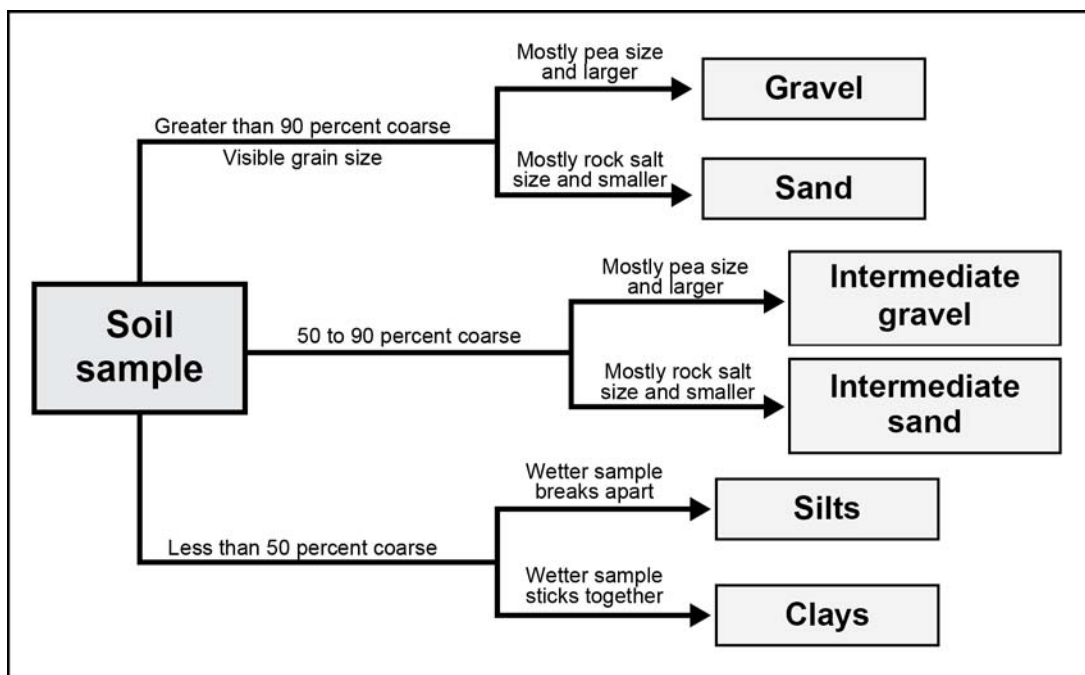 Mostly pea size
and larger
Gravel
Greater than 90 percent coarse
Visible grain size
Mostly rock salt
size and smaller
Sand
Soil
sample
50 to 90 percent coarse
Mostly pea size
and larger
Intermediate
gravel
Mostly rock salt
size and smaller
Intermediate
sand
Less than 50 percent coarse
Wetter sample
breaks apart
Silts
Wetter sample
sticks together
Clays